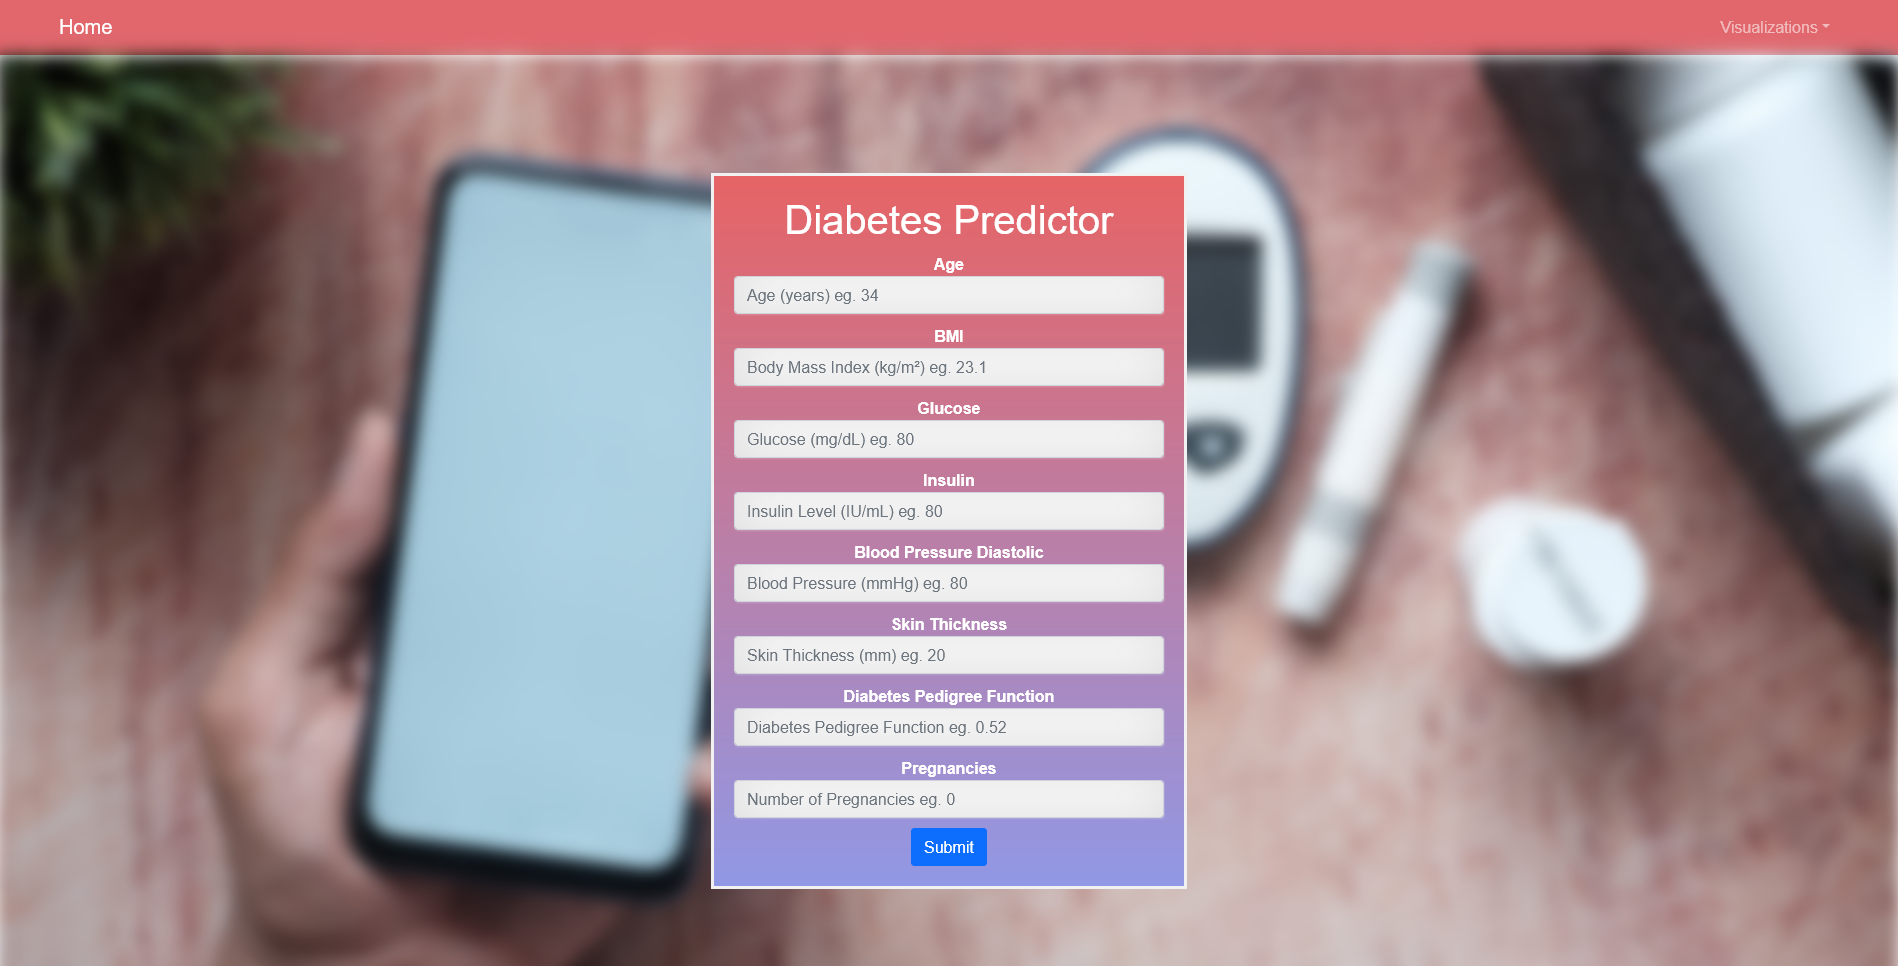 Home
Visualizations
Diabetes Predictor
Age
Age (years) eg. 34
BMI
Body Mass Index (kg/m²) eg. 23.1
Glucose
Glucose (mg/dL) eg. 80
Insulin
Insulin Level (IU/mL) eg. 80
Blood Pressure Diastolic
Blood Pressure (mmHg) eg. 80
Skin Thickness
Skin Thickness (mm) eg. 20
Diabetes Pedigree Function
Diabetes Pedigree Function eg. 0.52
Pregnancies
Number of Pregnancies eg. 0
Submit